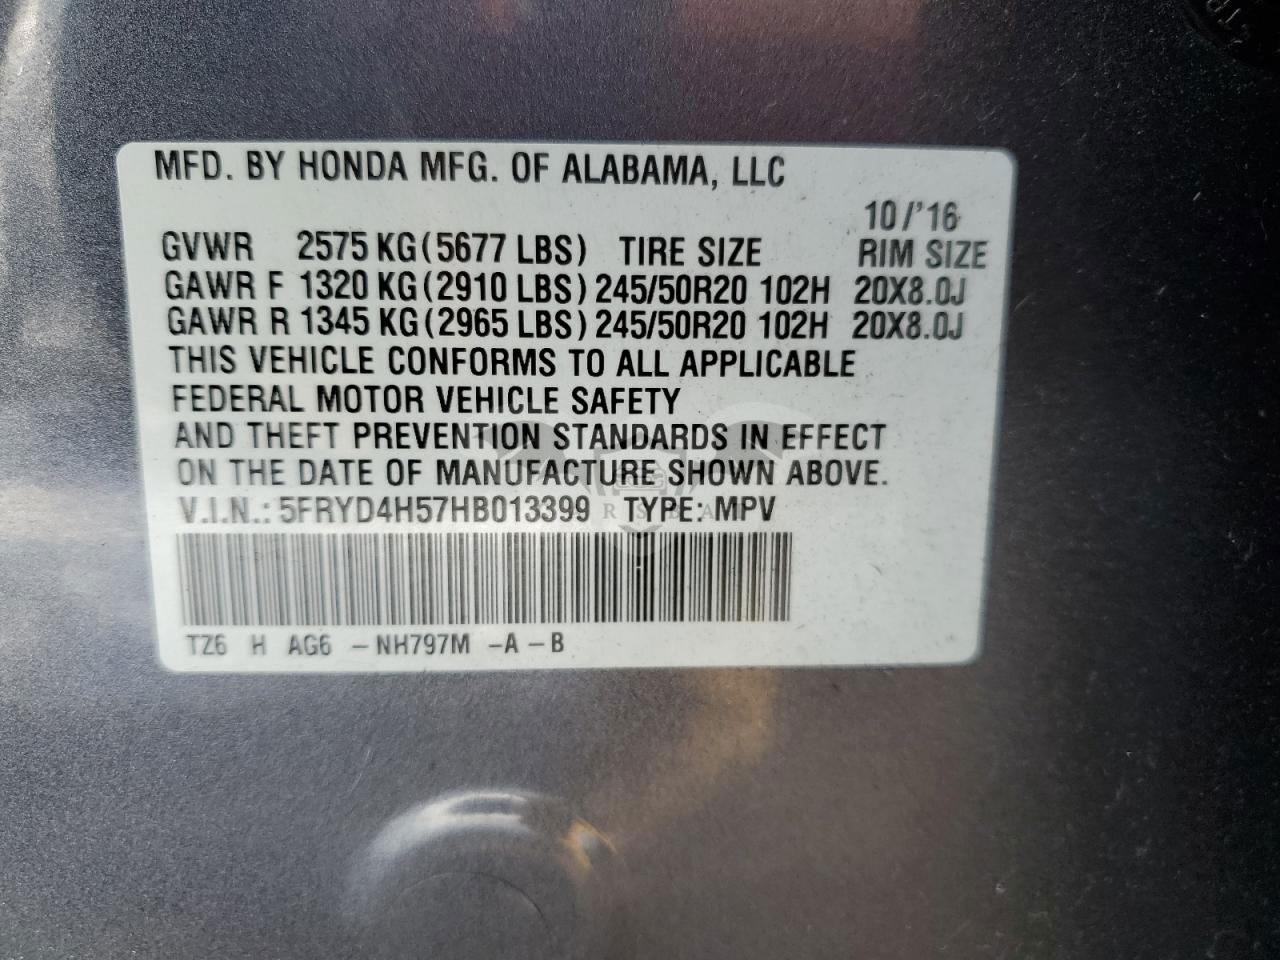 MFD. BY HONDA MFG. OF ALABAMA, LLC
10/'16
GVWR 2575 KG(5677 LBS) TIRE SIZE RIM SIZE
GAWR F 1320 KG(2910 LBS) 245/50R20 102H 20X8.0J
GAWR R 1345 KG(2965 LBS) 245/50R20 102H 20X8.0J
THIS VEHICLE CONFORMS TO ALL APPLICABLE
FEDERAL MOTOR VEHICLE SAFETY
AND THEFT PREVENTION STANDARDS IN EFFECT
ON THE DATE OF MANUFACTURE SHOWN ABOVE.
V.I.N.: 5FRYD4H57HB013399 TYPE: MPV
TZ6 H AG6 -NH797M -A-B